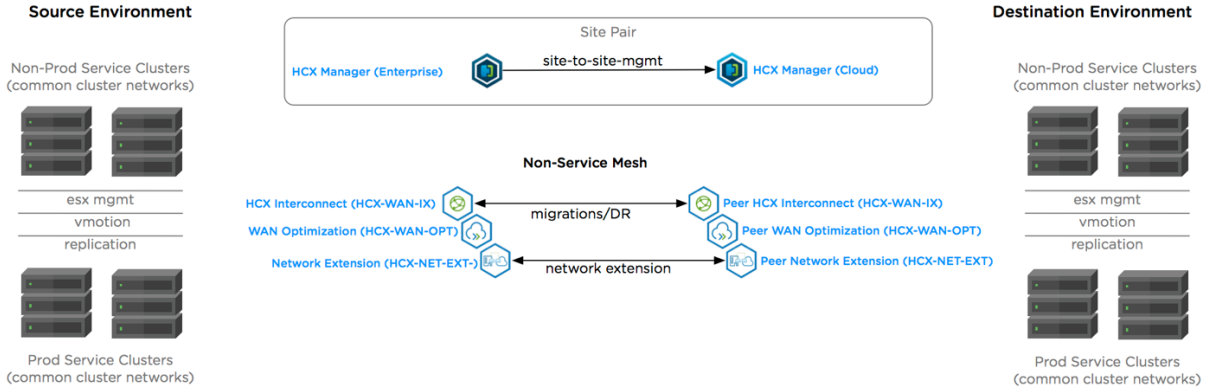 Source Environment
Destination Environment
Site Pair
HCX Manager (Enterprise)
site-to-site-mgmt
HCX Manager (Cloud)
Non-Prod Service Clusters
(common cluster networks)
Non-Prod Service Clusters
(common cluster networks)
Non-Service Mesh
esx mgmt
vmotion
replication
HCX Interconnect (HCX-WAN-IX)
migrations/DR
Peer HCX Interconnect (HCX-WAN-IX)
WAN Optimization (HCX-WAN-OPT)
Peer WAN Optimization (HCX-WAN-OPT)
Network Extension (HCX-NET-EXT-)
network extension
Peer Network Extension (HCX-NET-EXT)
esx mgmt
vmotion
replication
Prod Service Clusters
(common cluster networks)
Prod Service Clusters
(common cluster networks)